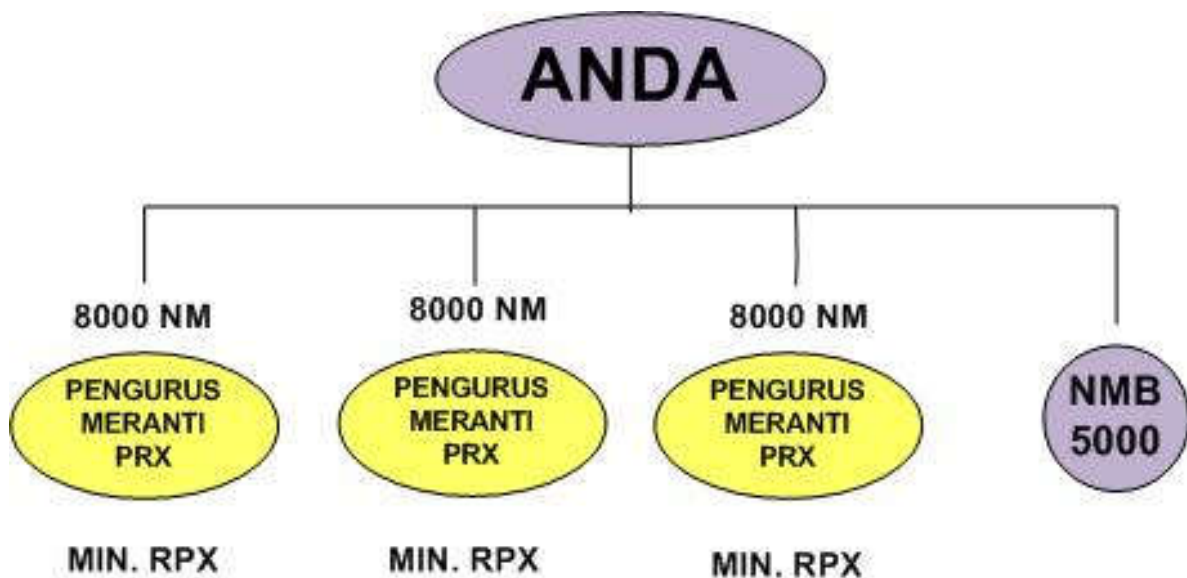 ANDA
8000 NM
8000 NM
8000 NM
PENGURUS
MERANTI
PRX
PENGURUS
MERANTI
PRX
PENGURUS
MERANTI
PRX
NMB
5000
MIN. RPX
MIN. RPX
MIN. RPX